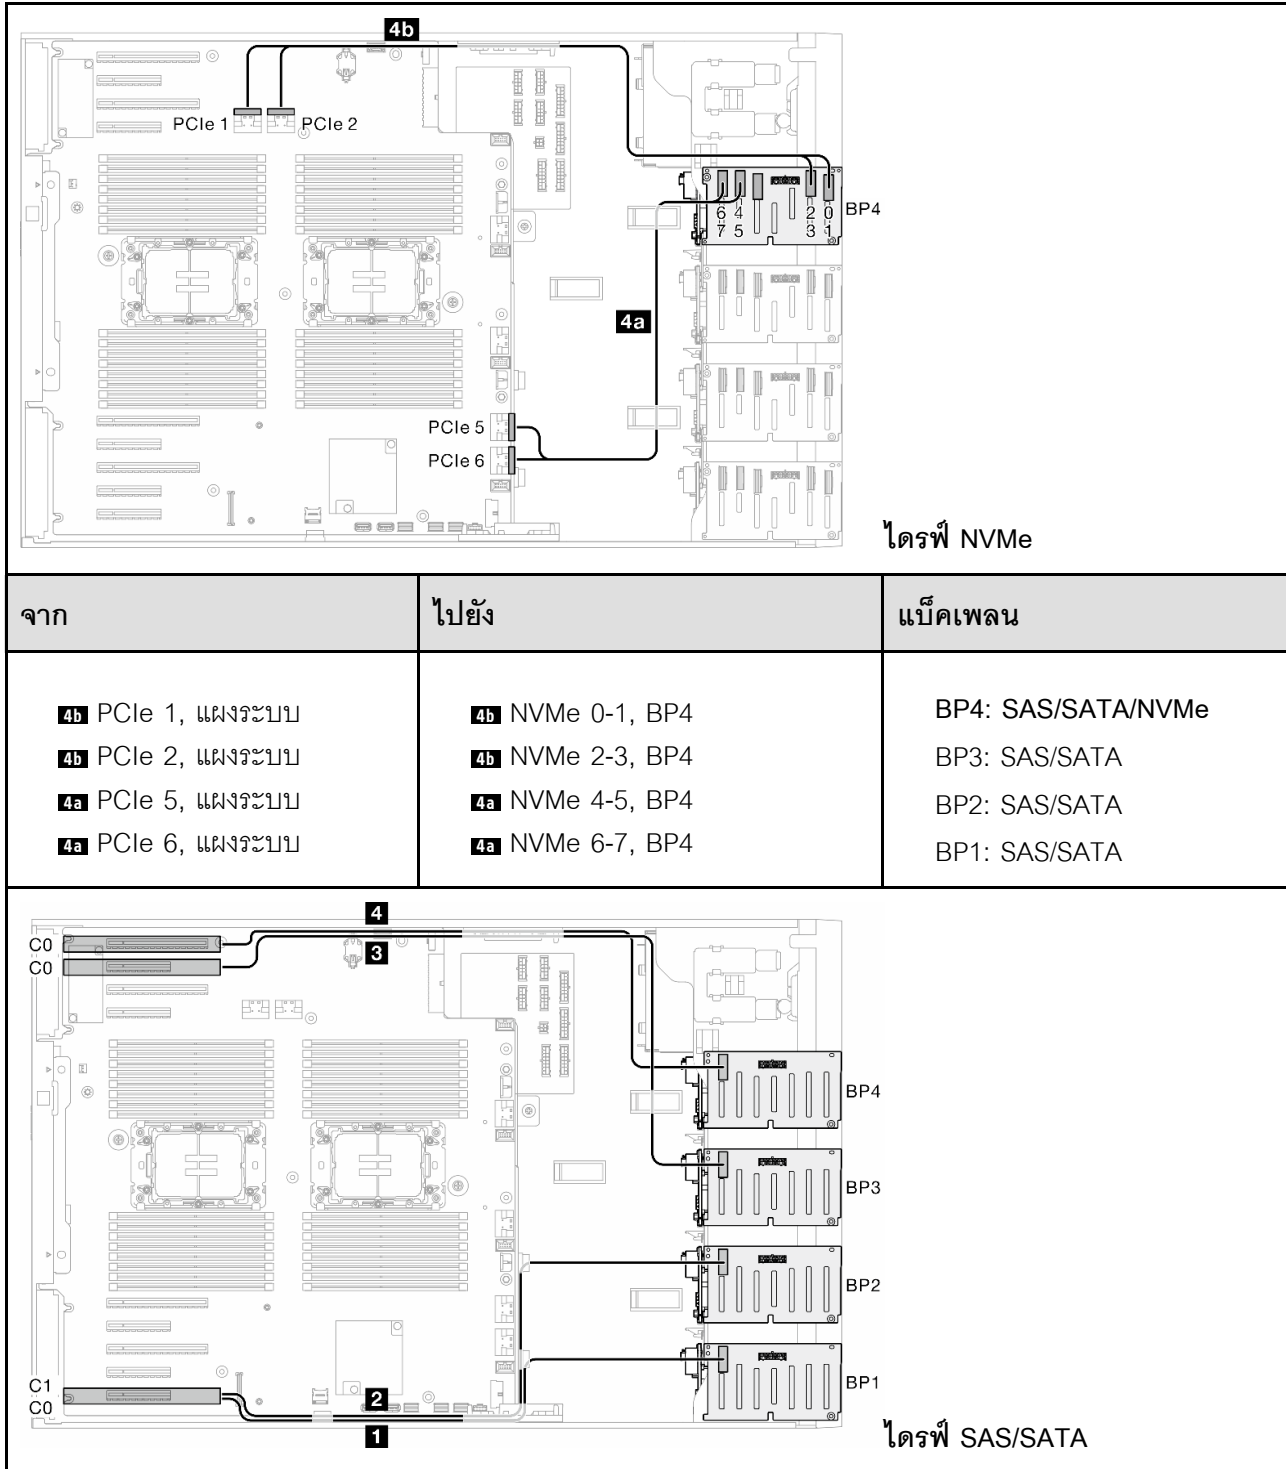 4b
PCIe 1
PCIe 2
6 4 2 0
7 5 3 1
BP4
4a
PCIe 5
PCIe 6
ไดรฟ์ NVMe
จาก
ไปยัง
แบ็คเพลน
4b PCIe 1, แผงระบบ
4b PCIe 2, แผงระบบ
4a PCIe 5, แผงระบบ
4a PCIe 6, แผงระบบ
4b NVMe 0-1, BP4
4b NVMe 2-3, BP4
4a NVMe 4-5, BP4
4a NVMe 6-7, BP4
BP4: SAS/SATA/NVMe
BP3: SAS/SATA
BP2: SAS/SATA
BP1: SAS/SATA
4
C0
3
C0
BP4
BP3
BP2
C1
BP1
2
C0
1
ไดรฟ์ SAS/SATA